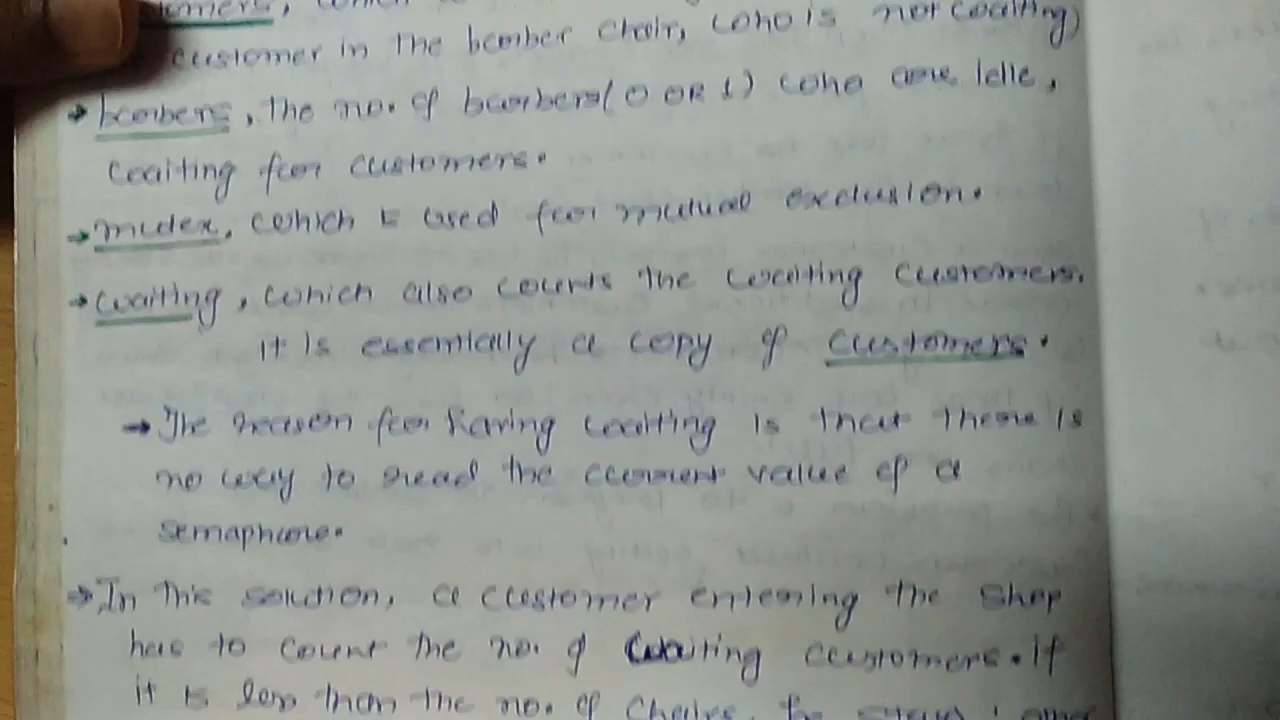 customers, which
customer in the barber chair, who is not waiting)
→ barbers, the no. of barbers(0 OR 1) who are Idle,
waiting for customers.
→ mutex, which is used for mutual exclusion.
→ waiting, which also counts the waiting customers.
It is essentially a copy of customers.
→ The reason for having waiting is that there is
no way to read the current value of a
semaphore.
⇒ In this solution, a customer entering the shop
has to count the no. of waiting customers. if
it is less than the no. of chairs, he stays,